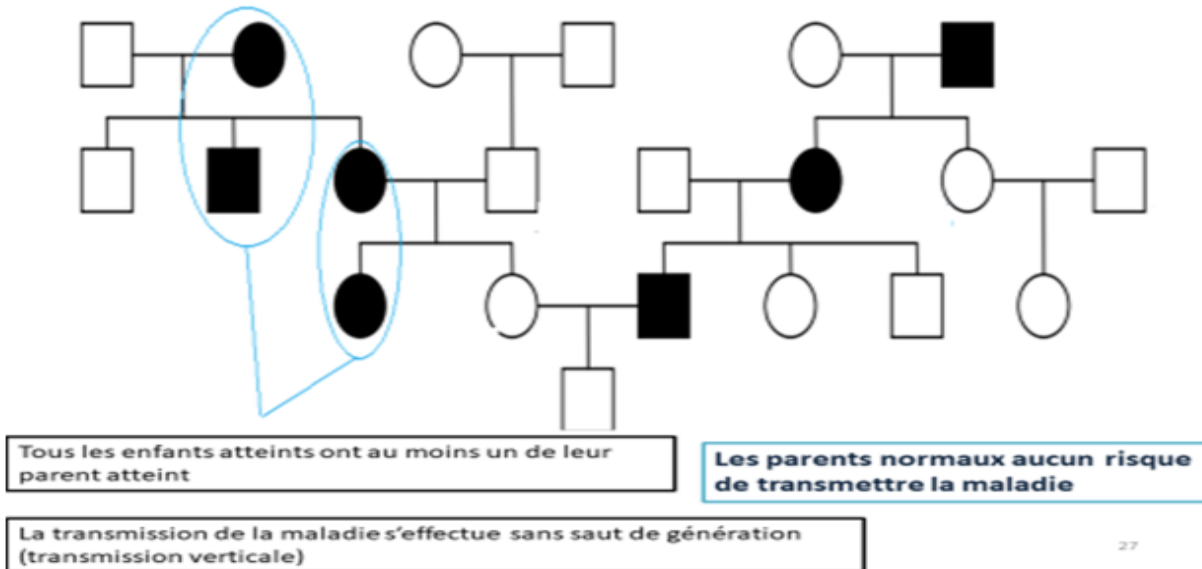 Tous les enfants atteints ont au moins un de leur
parent atteint
Les parents normaux aucun risque
de transmettre la maladie
La transmission de la maladie s’effectue sans saut de génération
(transmission verticale)
27